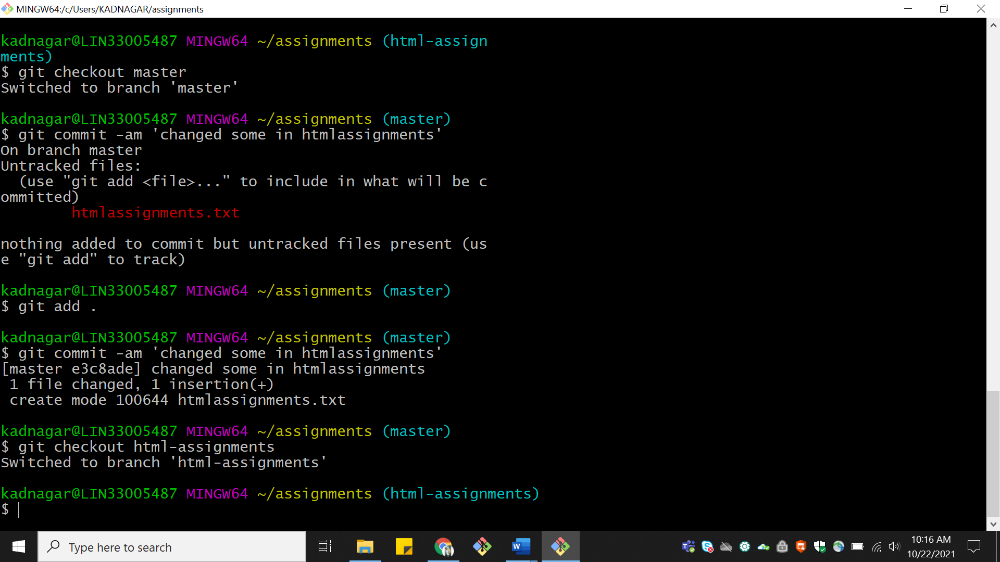 MINGW64:/c/Users/KADNAGAR/assignments
kadnagar@LIN33005487 MINGW64 ~/assignments (html-assign
ments)
$ git checkout master
Switched to branch 'master'
kadnagar@LIN33005487 MINGW64 ~/assignments (master)
$ git commit -am 'changed some in htmlassignments'
On branch master
Untracked files:
  (use "git add <file>..." to include in what will be c
ommitted)
        htmlassignments.txt
nothing added to commit but untracked files present (us
e "git add" to track)
kadnagar@LIN33005487 MINGW64 ~/assignments (master)
$ git add .
kadnagar@LIN33005487 MINGW64 ~/assignments (master)
$ git commit -am 'changed some in htmlassignments'
[master e3c8ade] changed some in htmlassignments
 1 file changed, 1 insertion(+)
 create mode 100644 htmlassignments.txt
kadnagar@LIN33005487 MINGW64 ~/assignments (master)
$ git checkout html-assignments
Switched to branch 'html-assignments'
kadnagar@LIN33005487 MINGW64 ~/assignments (html-assignments)
$
Type here to search
10:16 AM
10/22/2021